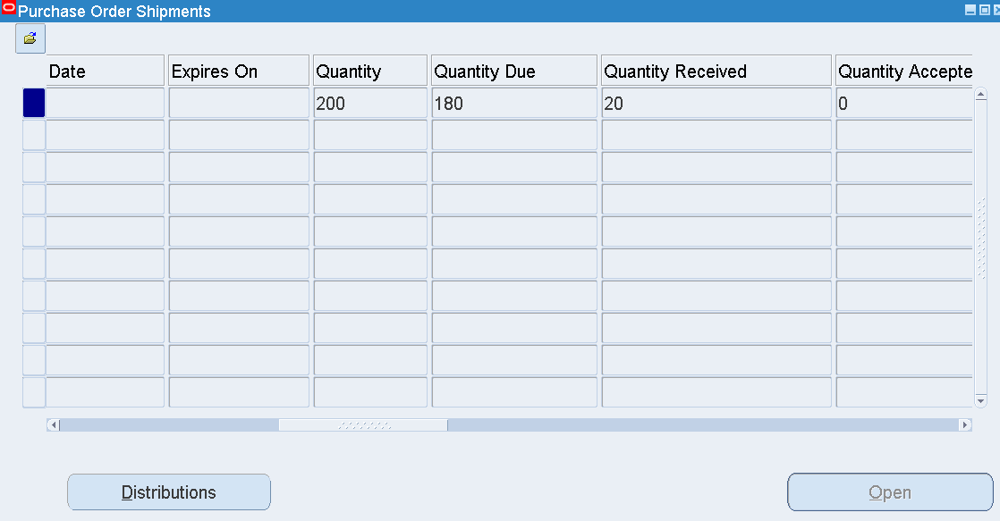 Purchase Order Shipments
Date Expires On Quantity Quantity Due Quantity Received Quantity Accepte
200 180 20 0
Distributions Open